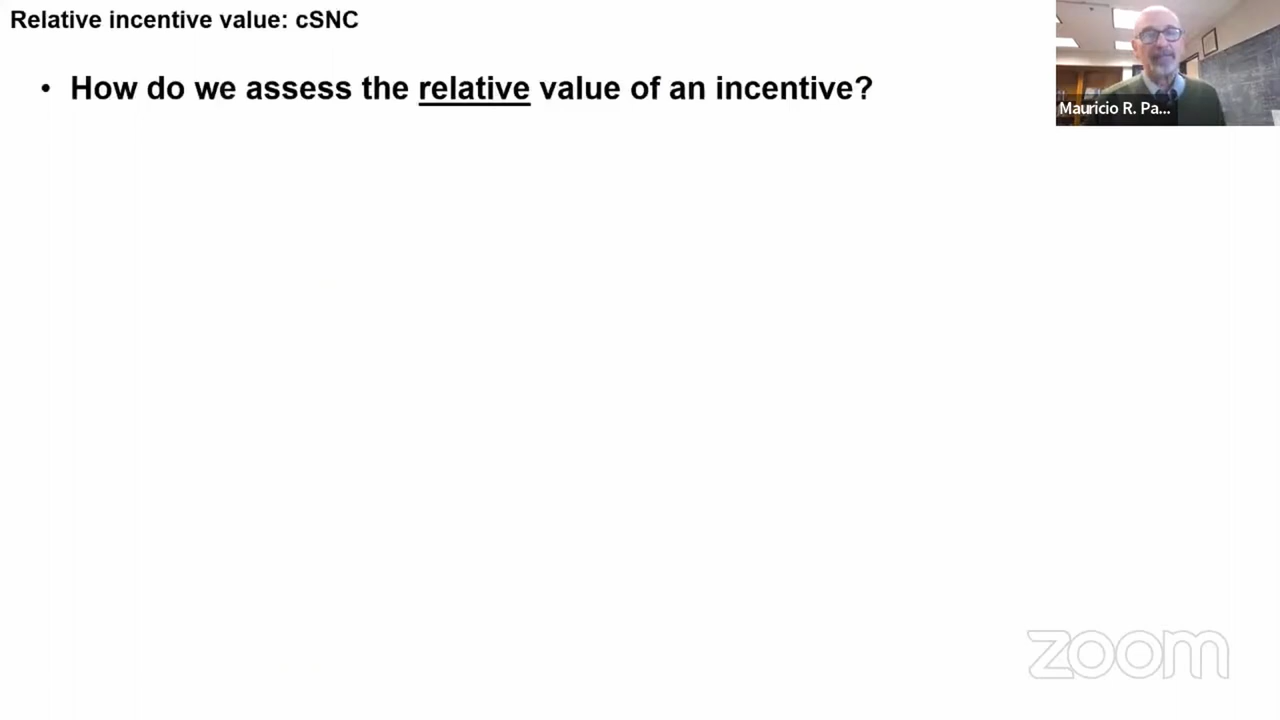 Relative incentive value: cSNC
• How do we assess the relative value of an incentive?
Mauricio R. Pa...
zoom